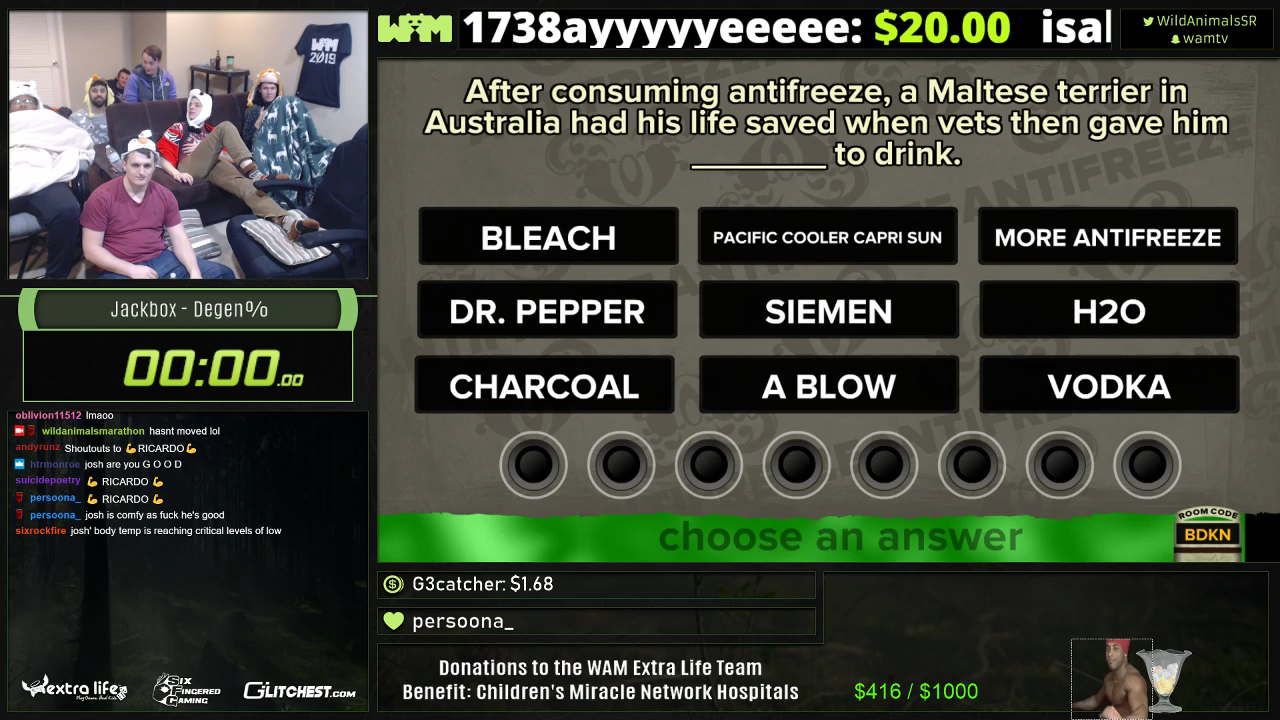 WAM
1738ayyyyyeeeee: $20.00 isal
WildAnimalsSR
wamtv
WAM
2019
After consuming antifreeze, a Maltese terrier in
Australia had his life saved when vets then gave him
________ to drink.
BLEACH
PACIFIC COOLER CAPRI SUN
MORE ANTIFREEZE
DR. PEPPER
SIEMEN
H2O
CHARCOAL
A BLOW
VODKA
choose an answer
ROOM CODE
BDKN
Jackbox - Degen%
00:00.00
oblivion11512 lmaoo
wildanimalsmarathon hasnt moved lol
andyrunz Shoutouts to 💪RICARDO💪
htrmonroe josh are you G O O D
suicidepoetry 💪 RICARDO 💪
persoona_ 💪 RICARDO 💪
persoona_ josh is comfy as fuck he's good
sixrockfire josh' body temp is reaching critical levels of low
G3catcher: $1.68
persoona_
Donations to the WAM Extra Life Team
Benefit: Children's Miracle Network Hospitals
$416 / $1000
extra life
Play Games. Heal Kids.
SIX
FINGERED
GAMING
GLITCHEST.COM